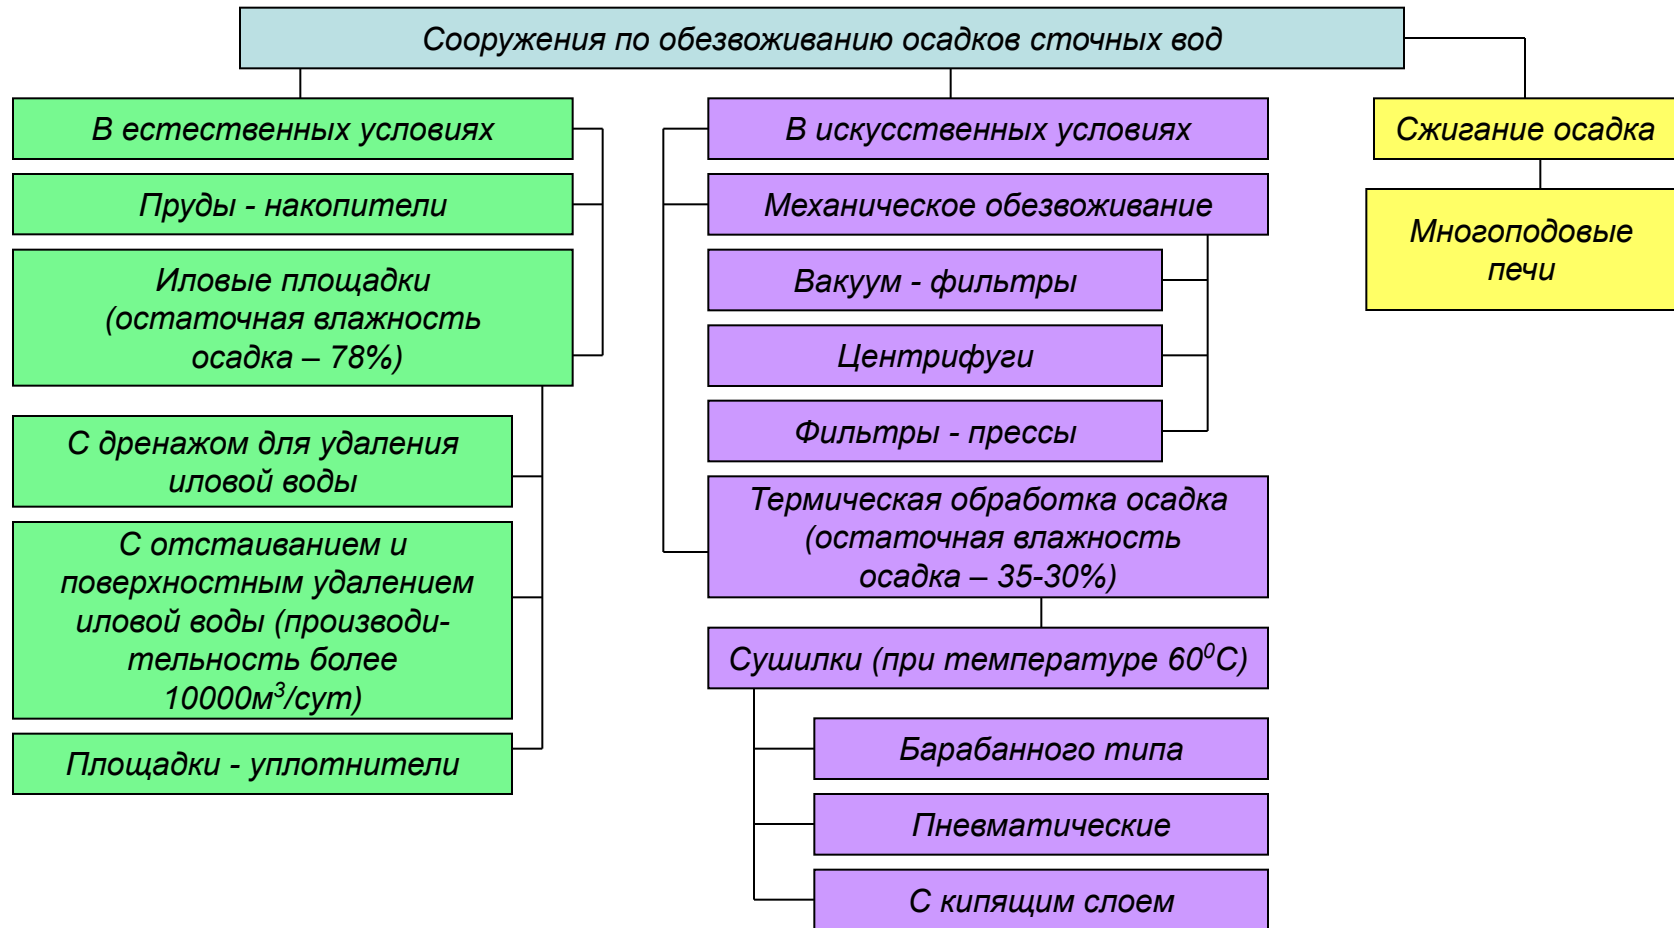 Сооружения по обезвоживанию осадков сточных вод
В естественных условиях
Пруды - накопители
Иловые площадки
(остаточная влажность
осадка – 78%)
С дренажом для удаления
иловой воды
С отстаиванием и
поверхностным удалением
иловой воды (производи-
тельность более
10000м³/сут)
Площадки - уплотнители
В искусственных условиях
Механическое обезвоживание
Вакуум - фильтры
Центрифуги
Фильтры - прессы
Термическая обработка осадка
(остаточная влажность
осадка – 35-30%)
Сушилки (при температуре 60⁰С)
Барабанного типа
Пневматические
С кипящим слоем
Сжигание осадка
Многоподовые
печи